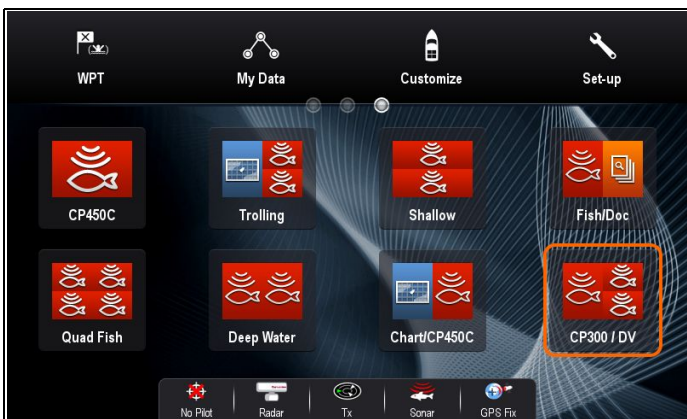 WPT My Data Customize Set-up
CP450C Trolling Shallow Fish/Doc
Quad Fish Deep Water Chart/CP450C CP300 / DV
No Pilot Radar Tx Sonar GPS Fix